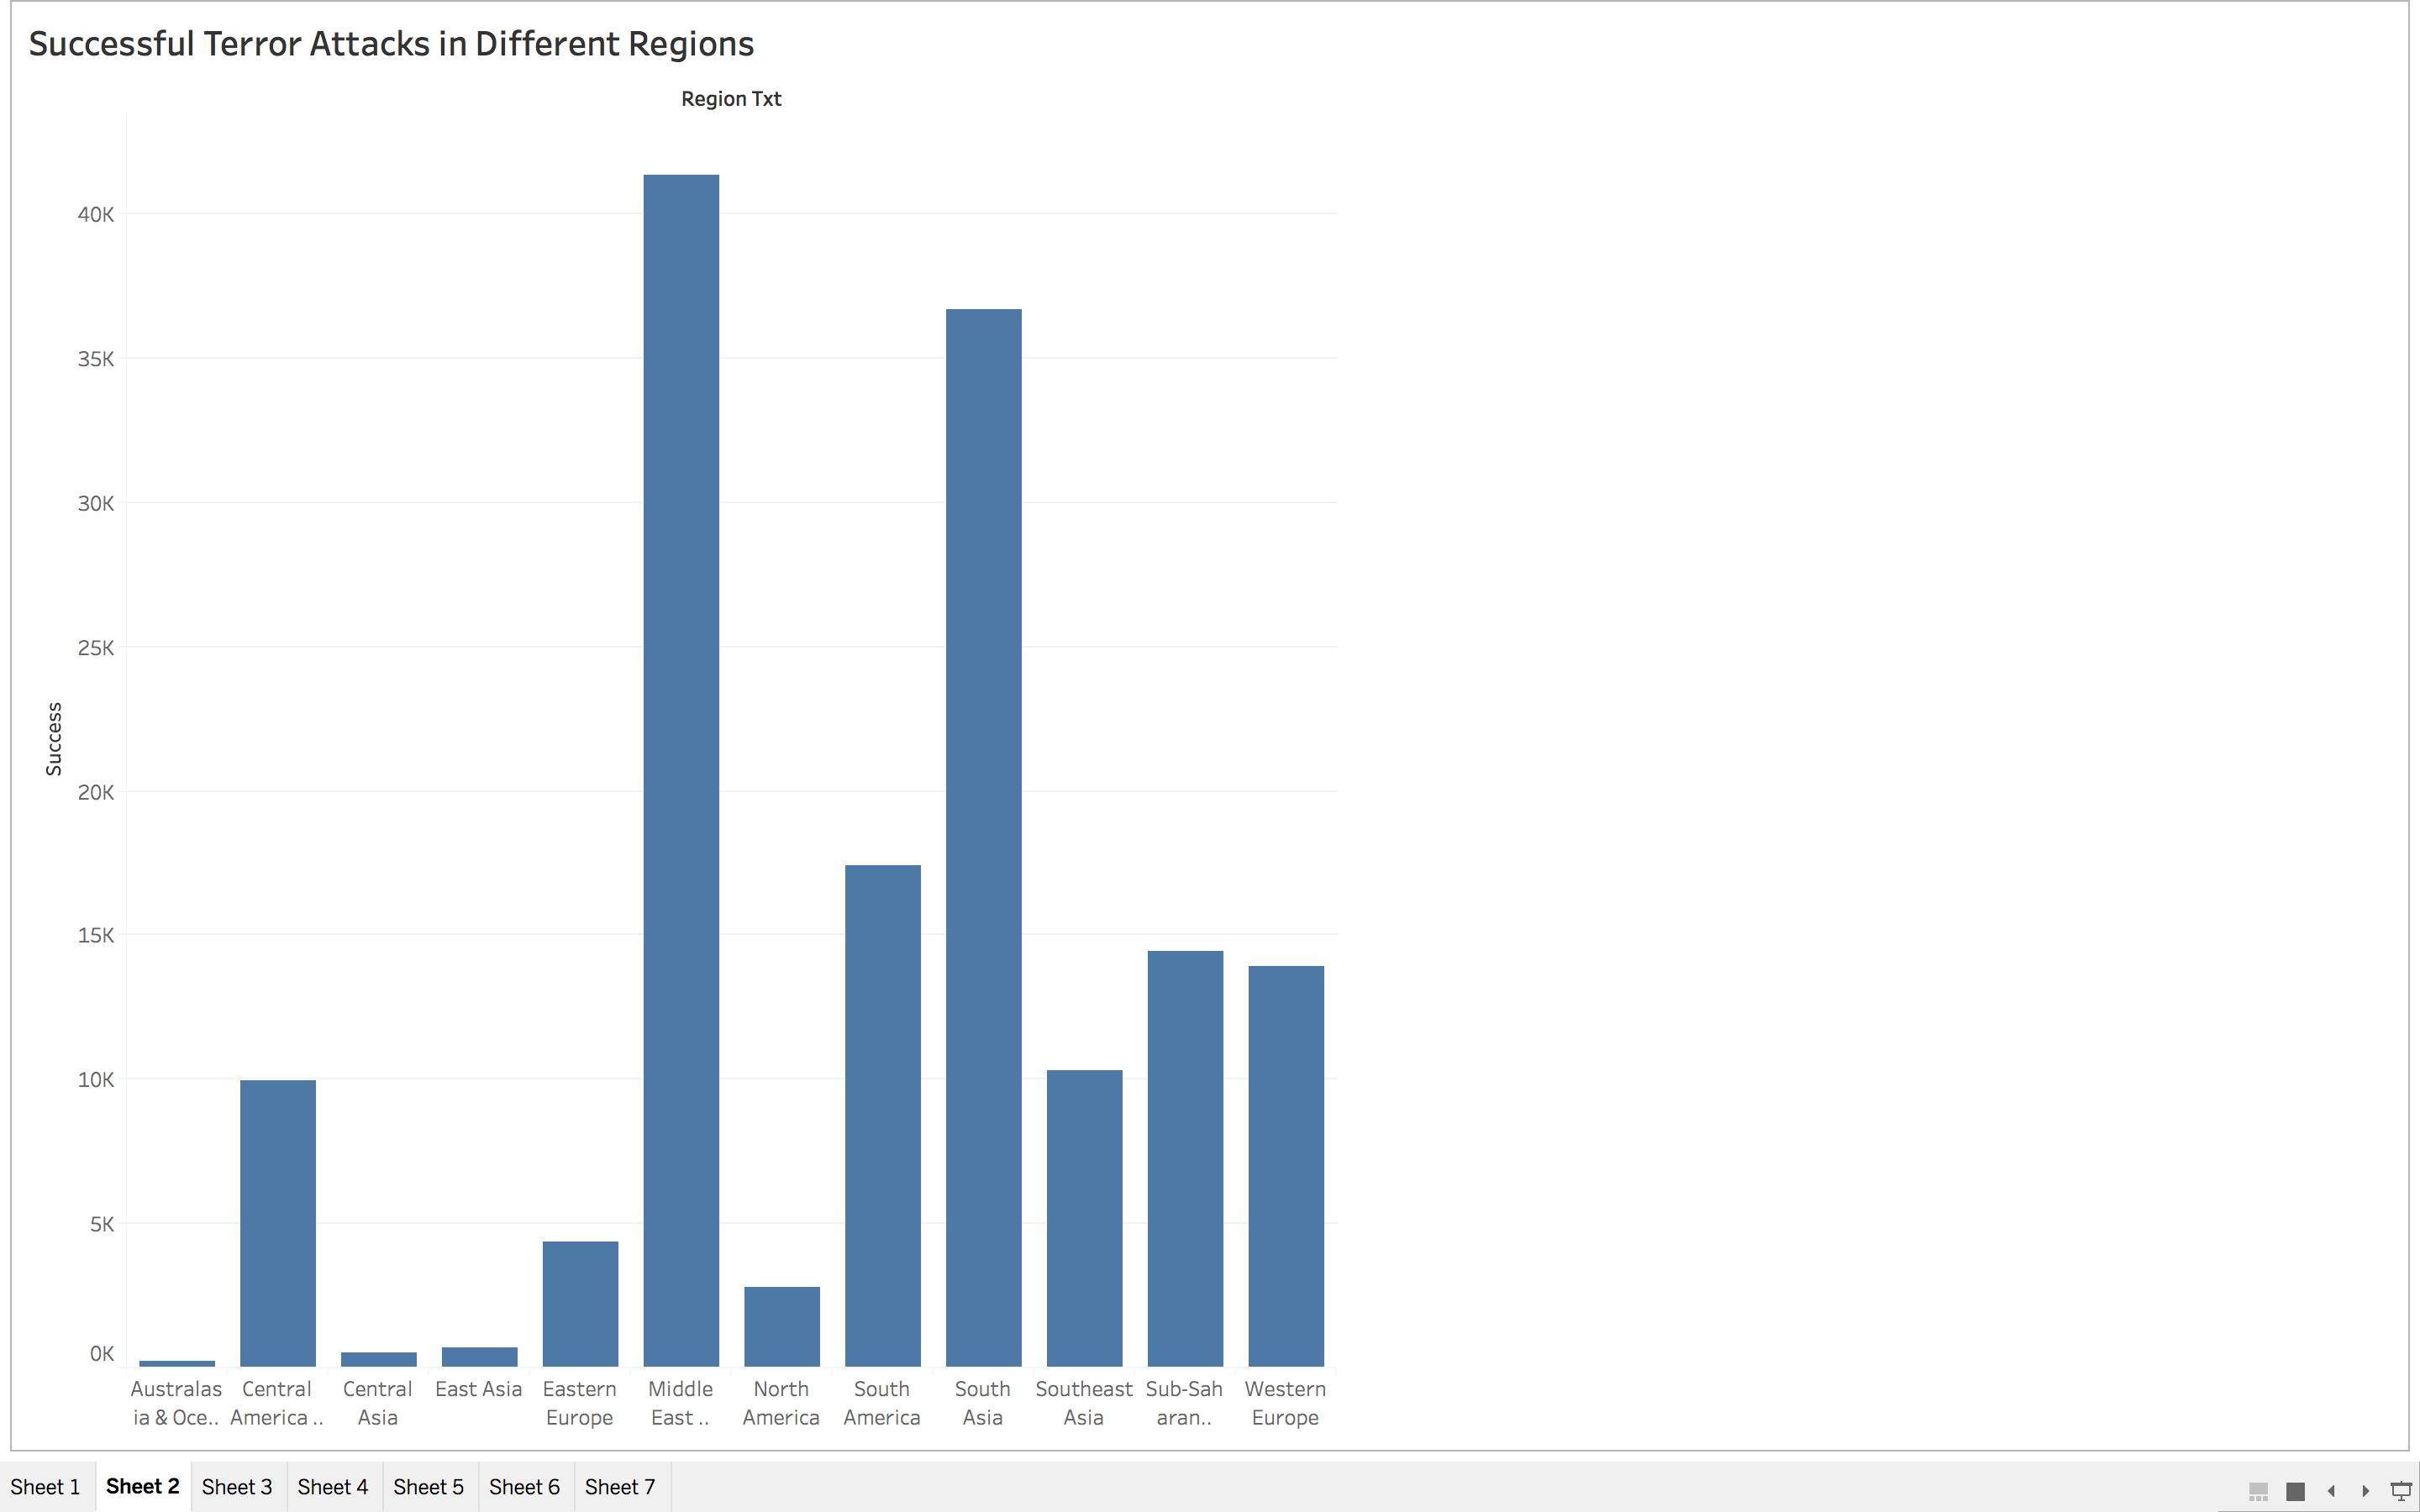 Successful Terror Attacks in Different Regions
Region Txt
40K
35K
30K
25K
20K
15K
10K
5K
0K
Success
Australas Central Central East Asia Eastern Middle North South South Southeast Sub-Sah Western
ia & Oce.. America .. Asia Europe East .. America America Asia Asia aran.. Europe
Sheet 1 Sheet 2 Sheet 3 Sheet 4 Sheet 5 Sheet 6 Sheet 7